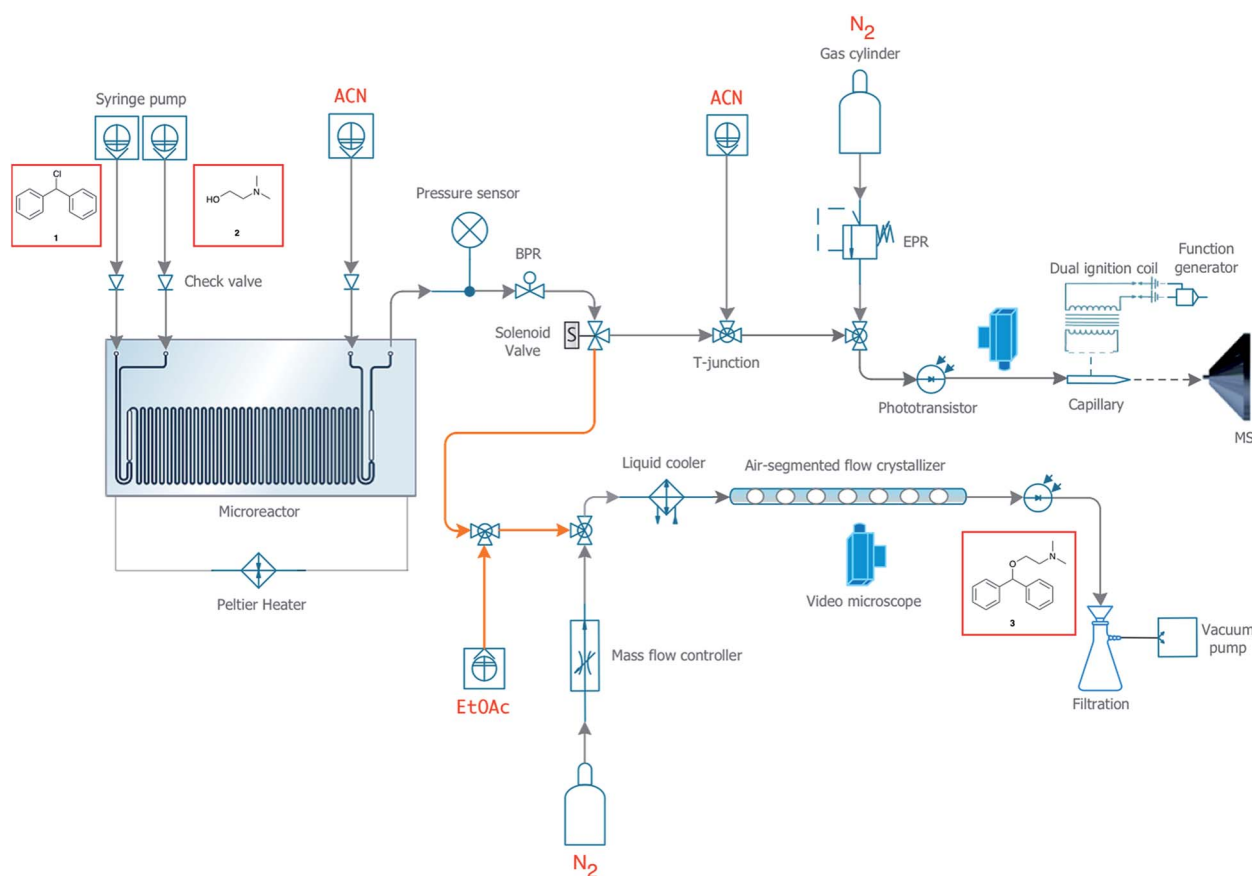 N2
Gas cylinder
Syringe pump
ACN
ACN
Cl
1
HO
N
2
Pressure sensor
BPR
EPR
Function
generator
Dual ignition coil
Check valve
Solenoid
Valve
S
T-junction
Phototransistor
Capillary
MS
Microreactor
Peltier Heater
Liquid cooler
Air-segmented flow crystallizer
Video microscope
O
N
3
Mass flow controller
EtOAc
Vacuum
pump
Filtration
N2